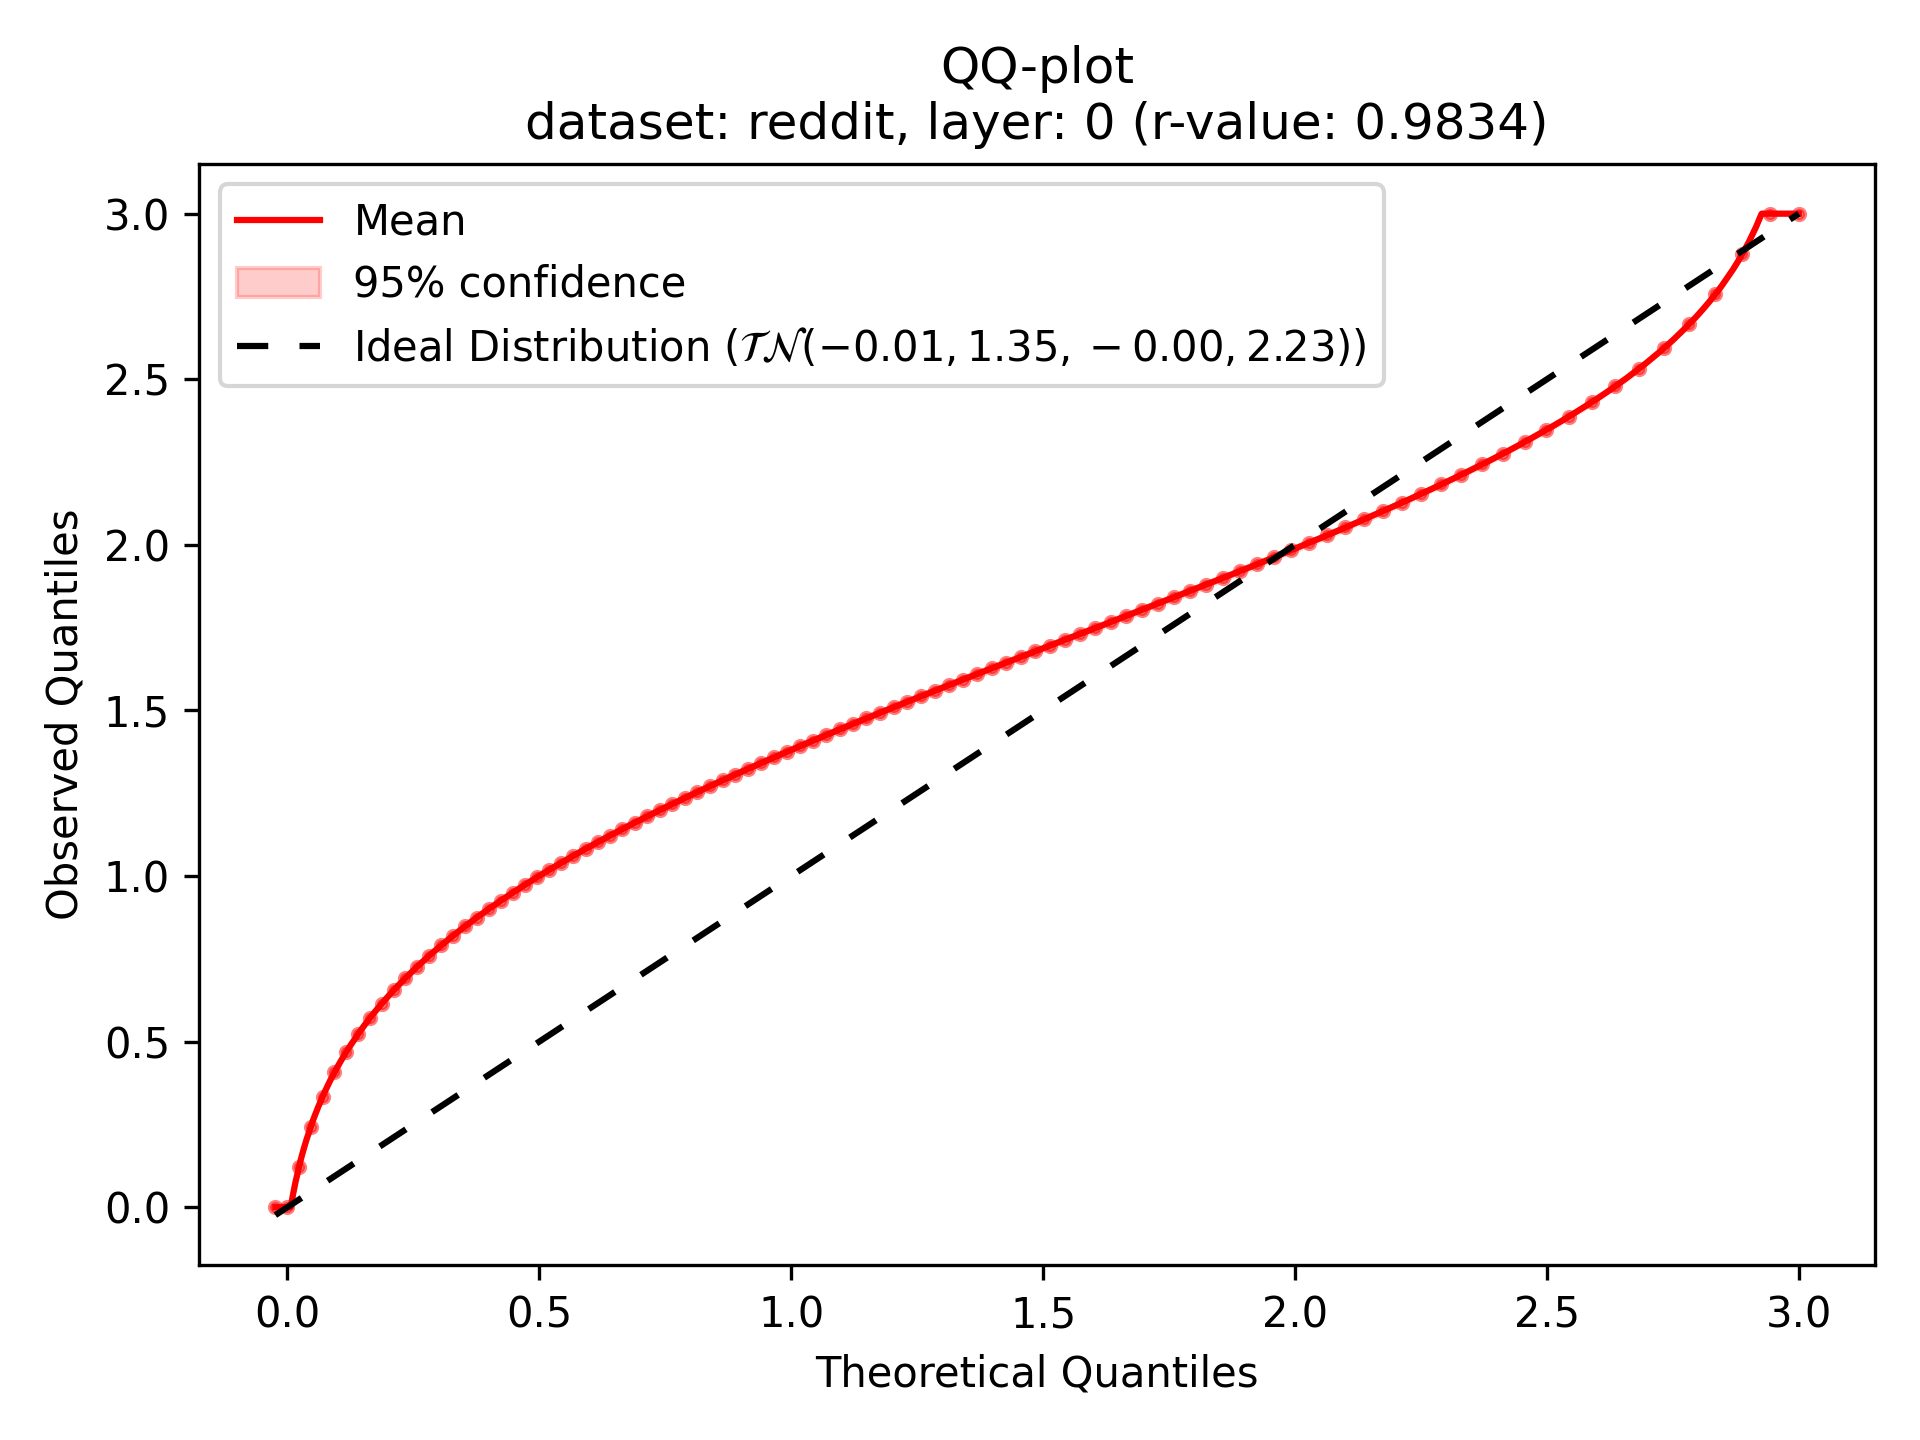 QQ-plot
dataset: reddit, layer: 0 (r-value: 0.9834)
Mean
95% confidence
Ideal Distribution (𝒯𝒩(−0.01, 1.35, −0.00, 2.23))
3.0
2.5
2.0
1.5
1.0
0.5
0.0
Observed Quantiles
0.0 0.5 1.0 1.5 2.0 2.5 3.0
Theoretical Quantiles